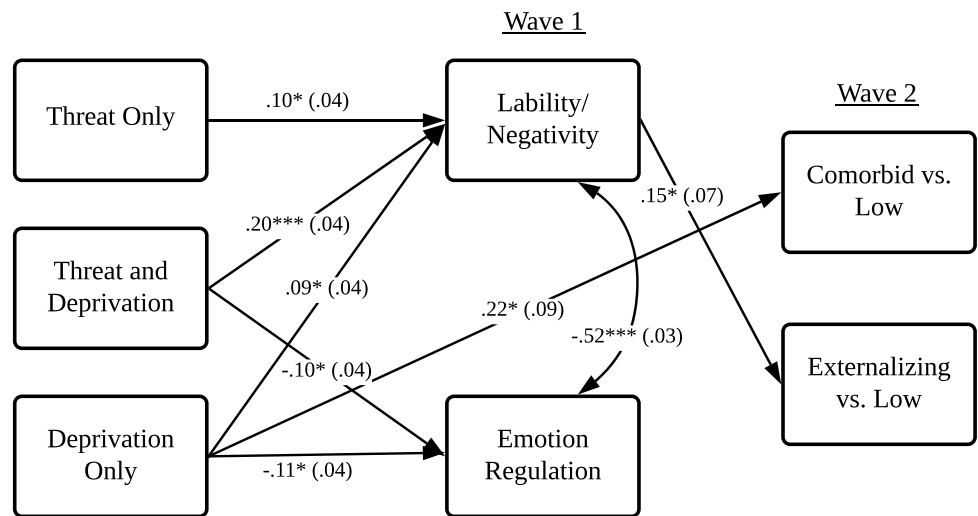 Wave 1
Threat Only
.10* (.04)
Lability/
Negativity
Wave 2
Comorbid vs.
Low
.15* (.07)
.20*** (.04)
Threat and
Deprivation
.09* (.04)
.22* (.09)
-.52*** (.03)
-.10* (.04)
Externalizing
vs. Low
Deprivation
Only
-.11* (.04)
Emotion
Regulation